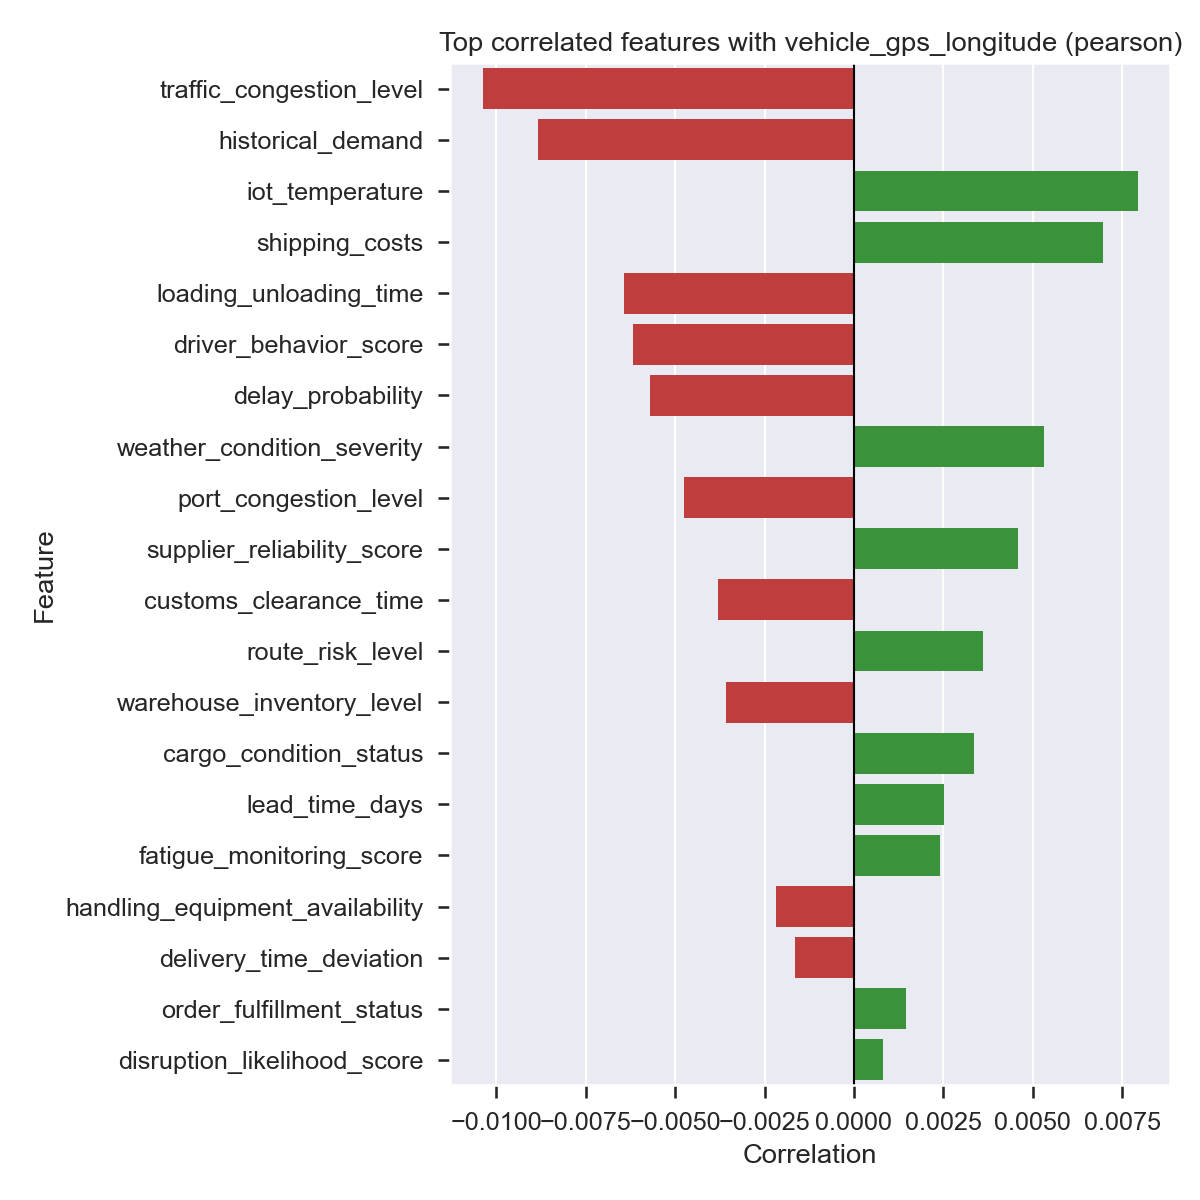 Top correlated features with vehicle_gps_longitude (pearson)
traffic_congestion_level
historical_demand
iot_temperature
shipping_costs
loading_unloading_time
driver_behavior_score
delay_probability
weather_condition_severity
port_congestion_level
supplier_reliability_score
customs_clearance_time
route_risk_level
warehouse_inventory_level
cargo_condition_status
lead_time_days
fatigue_monitoring_score
handling_equipment_availability
delivery_time_deviation
order_fulfillment_status
disruption_likelihood_score
Feature
−0.0100 −0.0075 −0.0050 −0.0025 0.0000 0.0025 0.0050 0.0075
Correlation